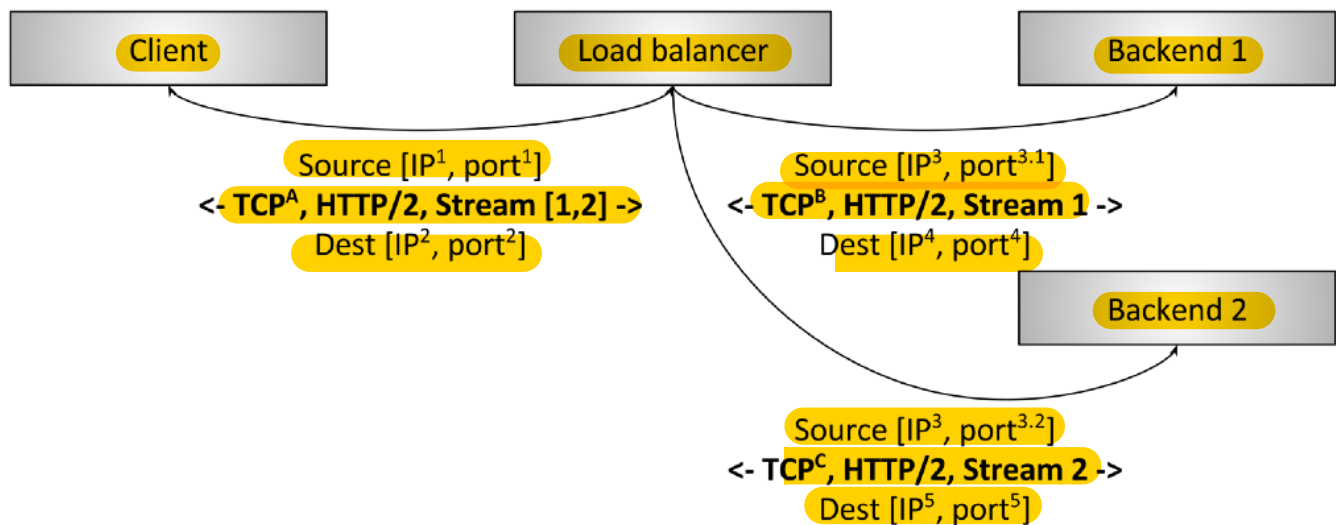 Client
Load balancer
Backend 1
Source [IP¹, port¹]
<- TCPᴬ, HTTP/2, Stream [1,2] ->
Dest [IP², port²]
Source [IP³, port³·¹]
<- TCPᴮ, HTTP/2, Stream 1 ->
Dest [IP⁴, port⁴]
Backend 2
Source [IP³, port³·²]
<- TCPꟲ, HTTP/2, Stream 2 ->
Dest [IP⁵, port⁵]